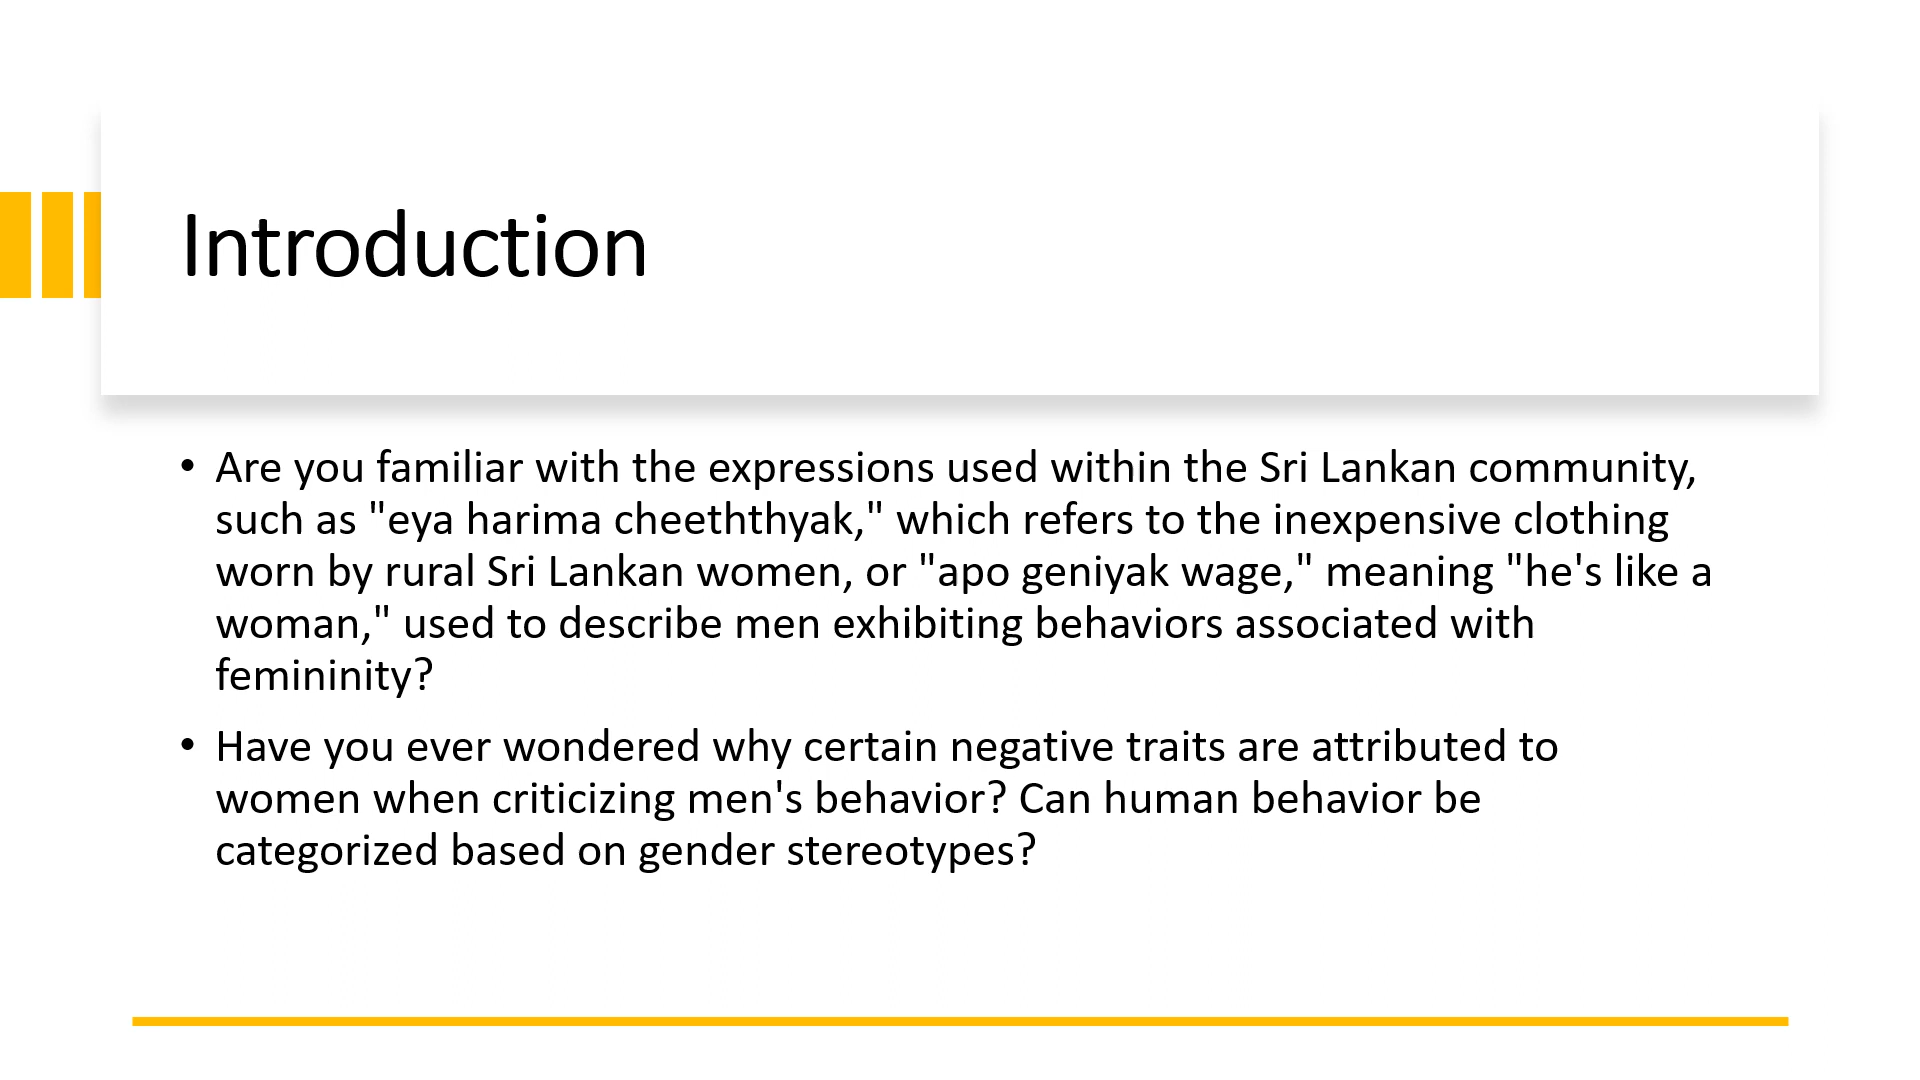 Introduction
• Are you familiar with the expressions used within the Sri Lankan community,
such as "eya harima cheeththyak," which refers to the inexpensive clothing
worn by rural Sri Lankan women, or "apo geniyak wage," meaning "he's like a
woman," used to describe men exhibiting behaviors associated with
femininity?
• Have you ever wondered why certain negative traits are attributed to
women when criticizing men's behavior? Can human behavior be
categorized based on gender stereotypes?